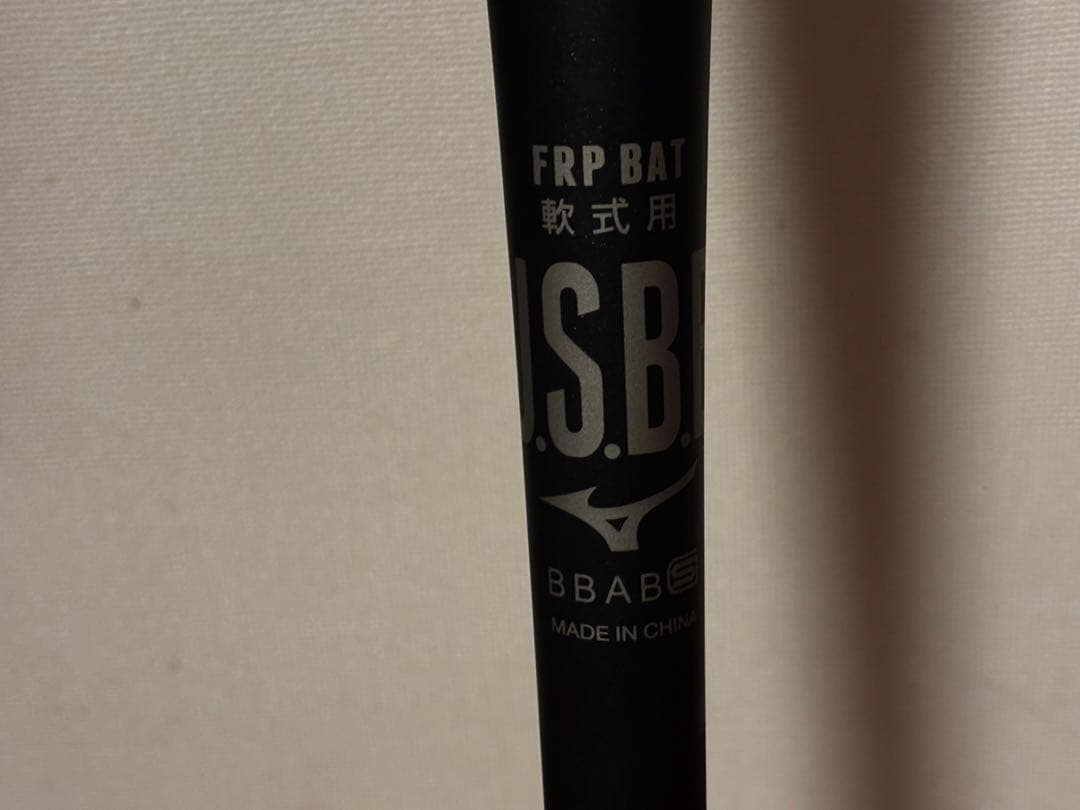 FRP BAT
軟式用
J.S.B.B
BBAB S
MADE IN CHINA